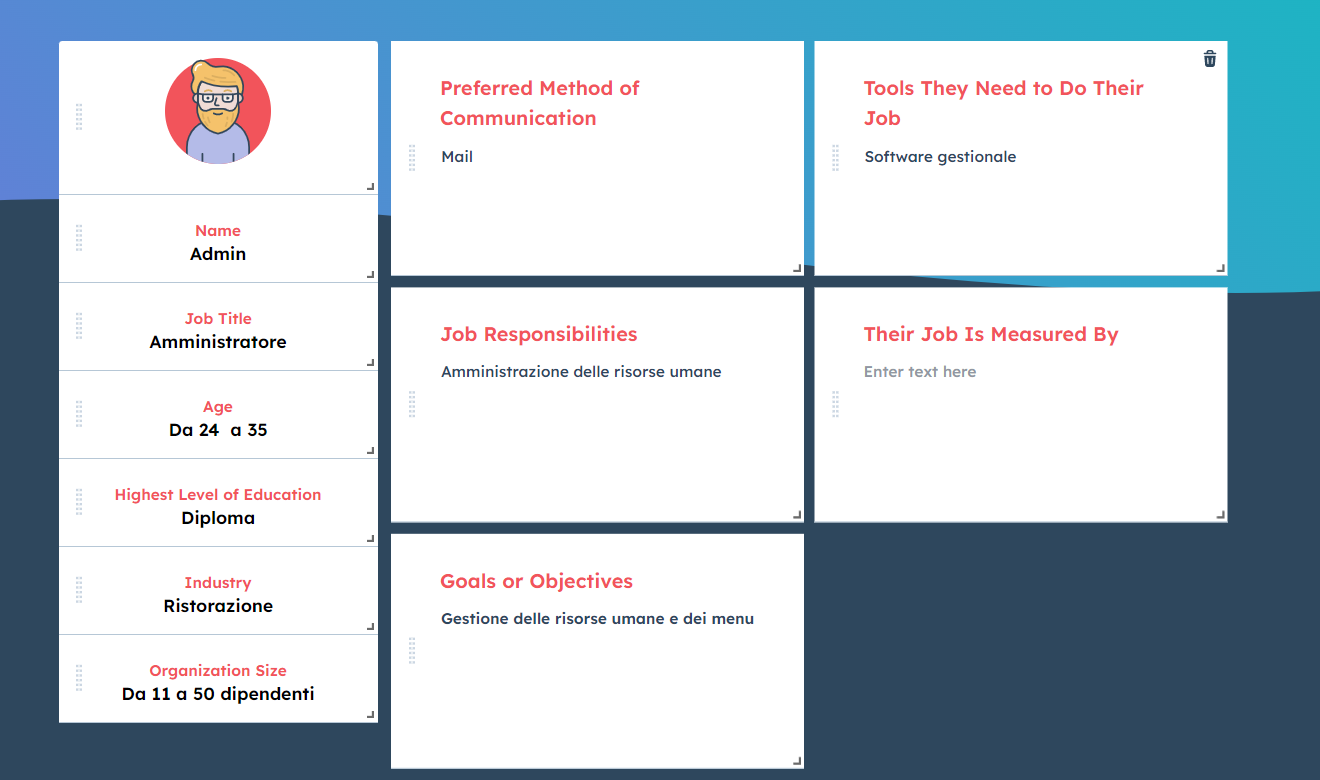 Name
Admin
Job Title
Amministratore
Age
Da 24  a 35
Highest Level of Education
Diploma
Industry
Ristorazione
Organization Size
Da 11 a 50 dipendenti
Preferred Method of
Communication
Mail
Tools They Need to Do Their
Job
Software gestionale
Job Responsibilities
Amministrazione delle risorse umane
Their Job Is Measured By
Enter text here
Goals or Objectives
Gestione delle risorse umane e dei menu